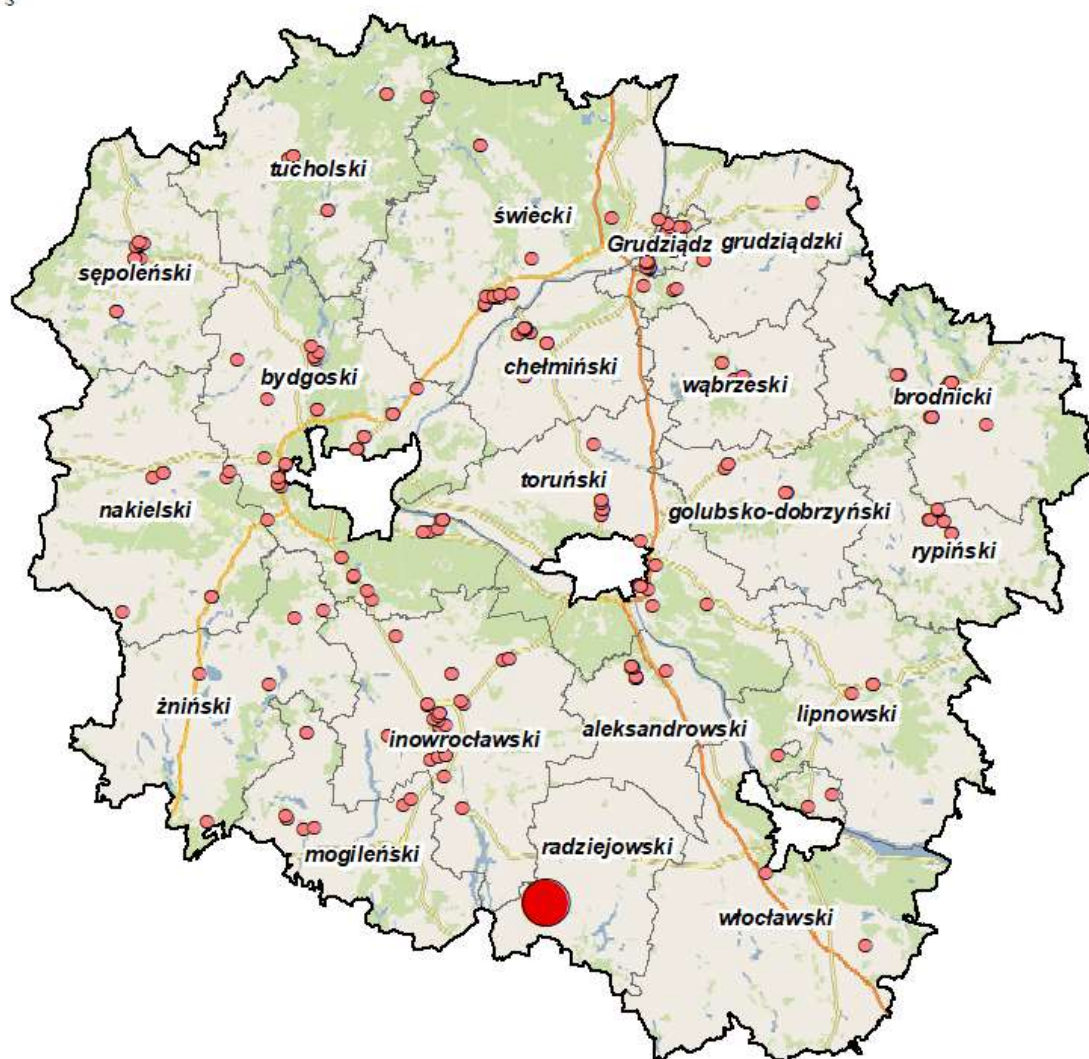 tucholski
świecki
Grudziądz grudziądzki
sępoleński
chełmiński
bydgoski
wąbrzeski
brodnicki
toruński
nakielski
golubsko-dobrzyński
rypiński
żniński
lipnowski
inowrocławski
aleksandrowski
mogileński
radziejowski
włocławski